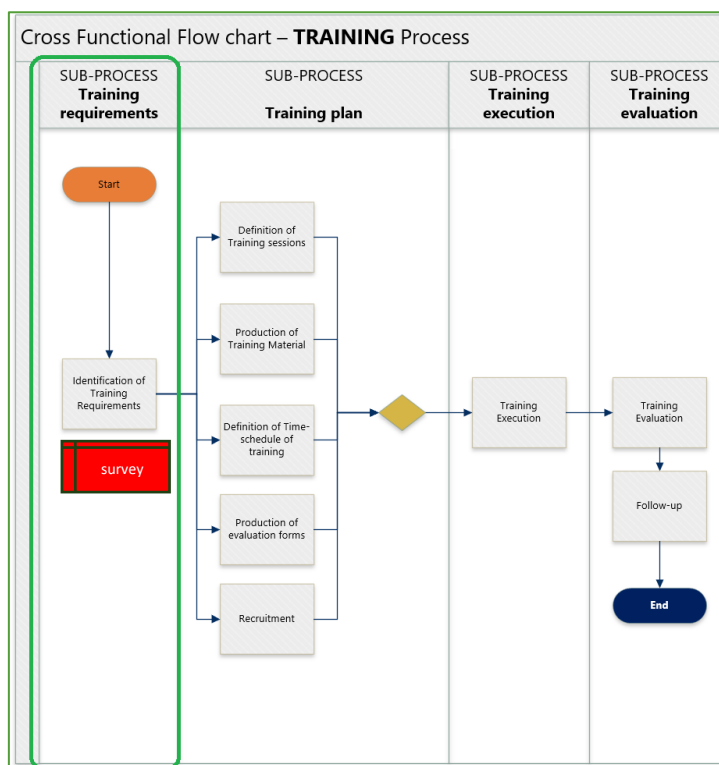 Cross Functional Flow chart – TRAINING Process
SUB-PROCESS
Training
requirements
SUB-PROCESS
Training plan
SUB-PROCESS
Training
execution
SUB-PROCESS
Training
evaluation
Start
Identification of
Training
Requirements
survey
Definition of
Training sessions
Production of
Training Material
Definition of Time-
schedule of
training
Production of
evaluation forms
Recruitment
Training
Execution
Training
Evaluation
Follow-up
End